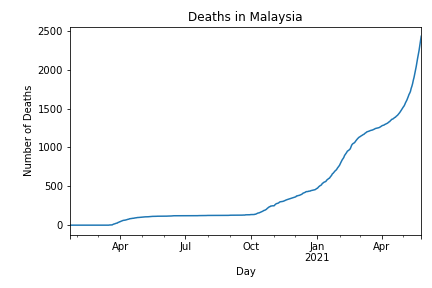 Deaths in Malaysia
2500
2000
1500
1000
500
0
Number of Deaths
Apr
Jul
Oct
Jan
2021
Apr
Day